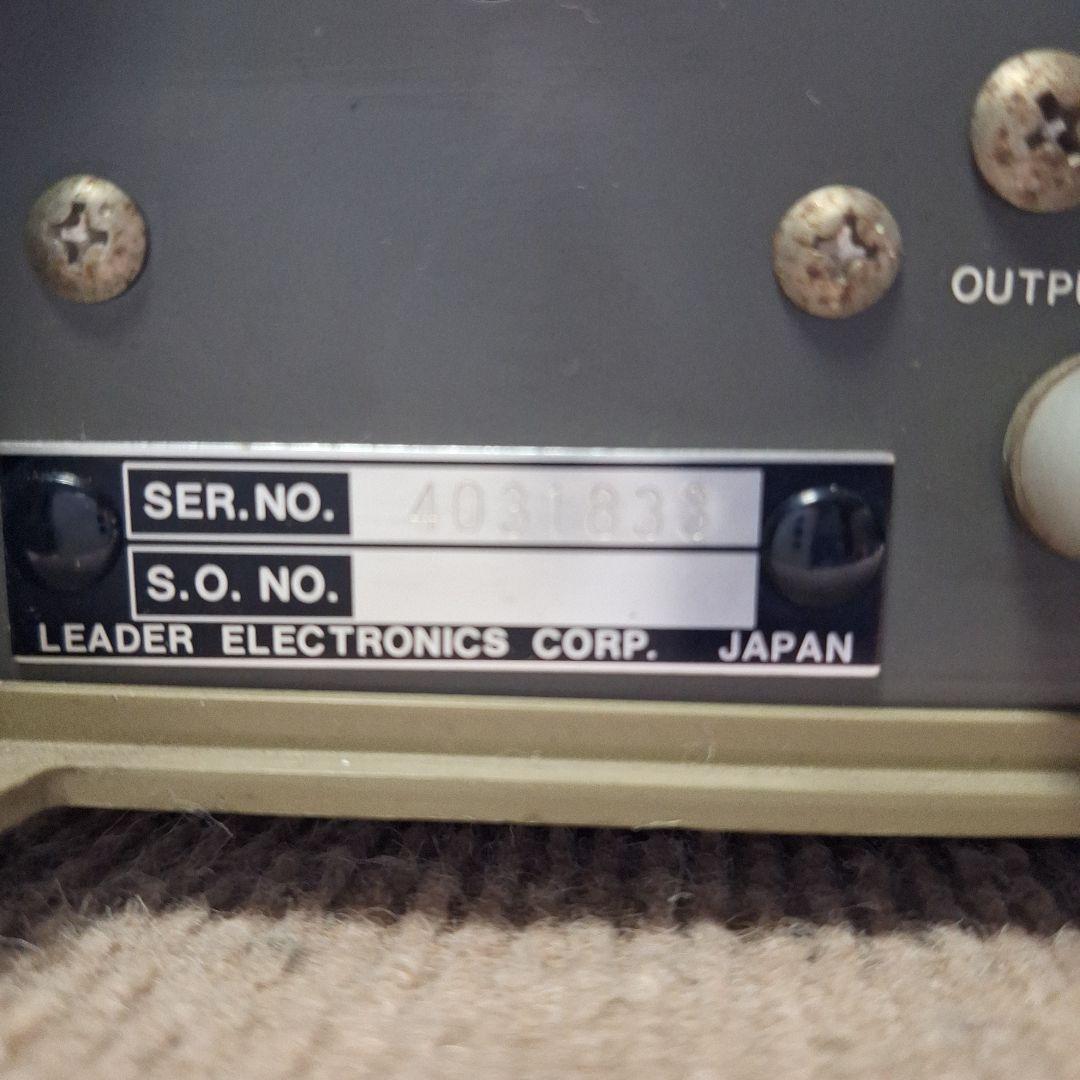 OUTPU
SER.NO. 4031838
S.O. NO.
LEADER ELECTRONICS CORP. JAPAN